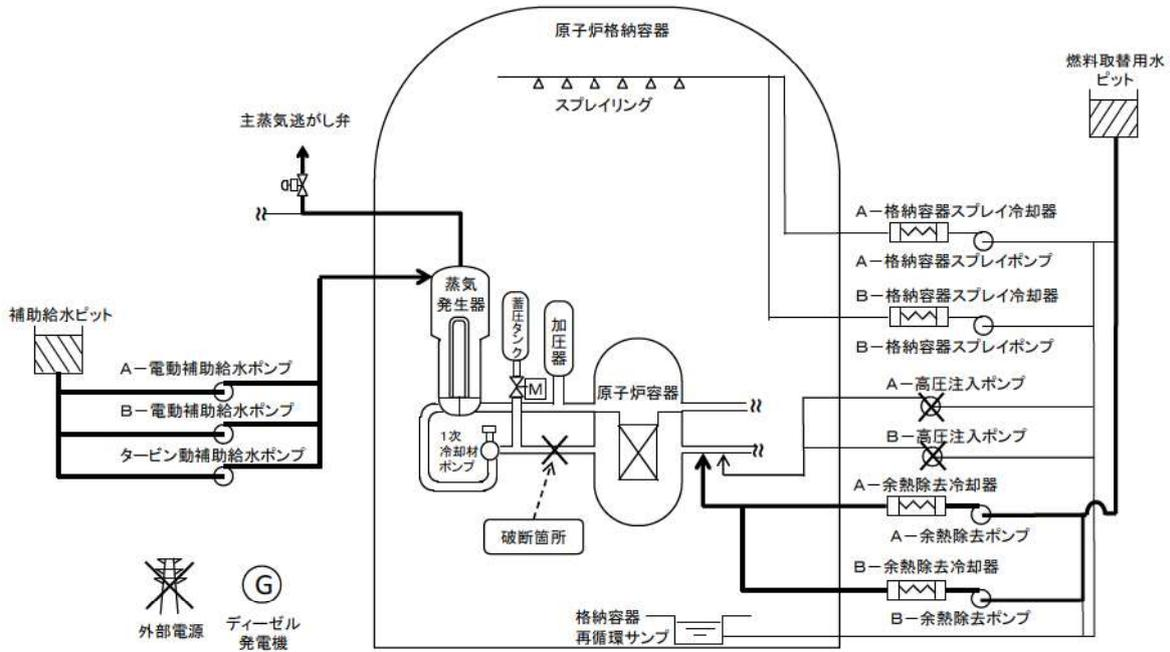 原子炉格納容器
スプレイリング
燃料取替用水
ピット
主蒸気逃がし弁
A-格納容器スプレイ冷却器
A-格納容器スプレイポンプ
B-格納容器スプレイ冷却器
B-格納容器スプレイポンプ
蒸気
発生器
蓄圧タンク
加圧器
M
原子炉容器
補助給水ピット
A-電動補助給水ポンプ
B-電動補助給水ポンプ
タービン動補助給水ポンプ
1次
冷却材
ポンプ
A-高圧注入ポンプ
B-高圧注入ポンプ
A-余熱除去冷却器
A-余熱除去ポンプ
B-余熱除去冷却器
B-余熱除去ポンプ
破断箇所
外部電源
G
ディーゼル
発電機
格納容器
再循環サンプ